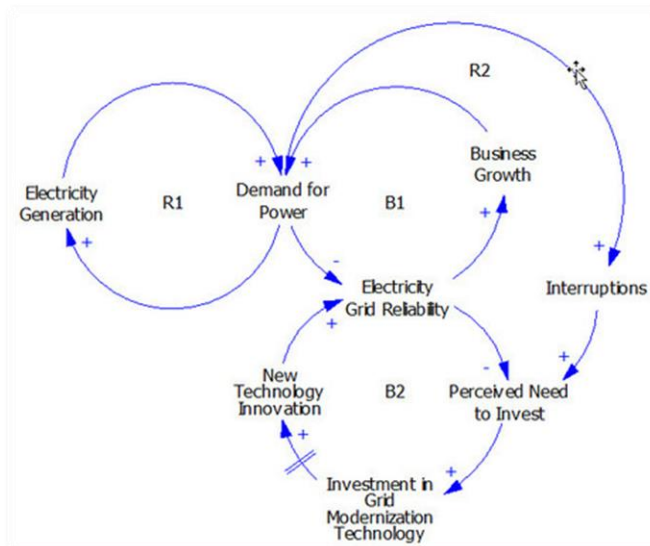 R2
Business
Growth
+
+
Electricity
Generation
R1
Demand for
Power
B1
+
+
+
-
Electricity
Grid Reliability
Interruptions
+
+
New
Technology
Innovation
B2
-
+
Perceived Need
to Invest
+
+
Investment in
Grid
Modernization
Technology